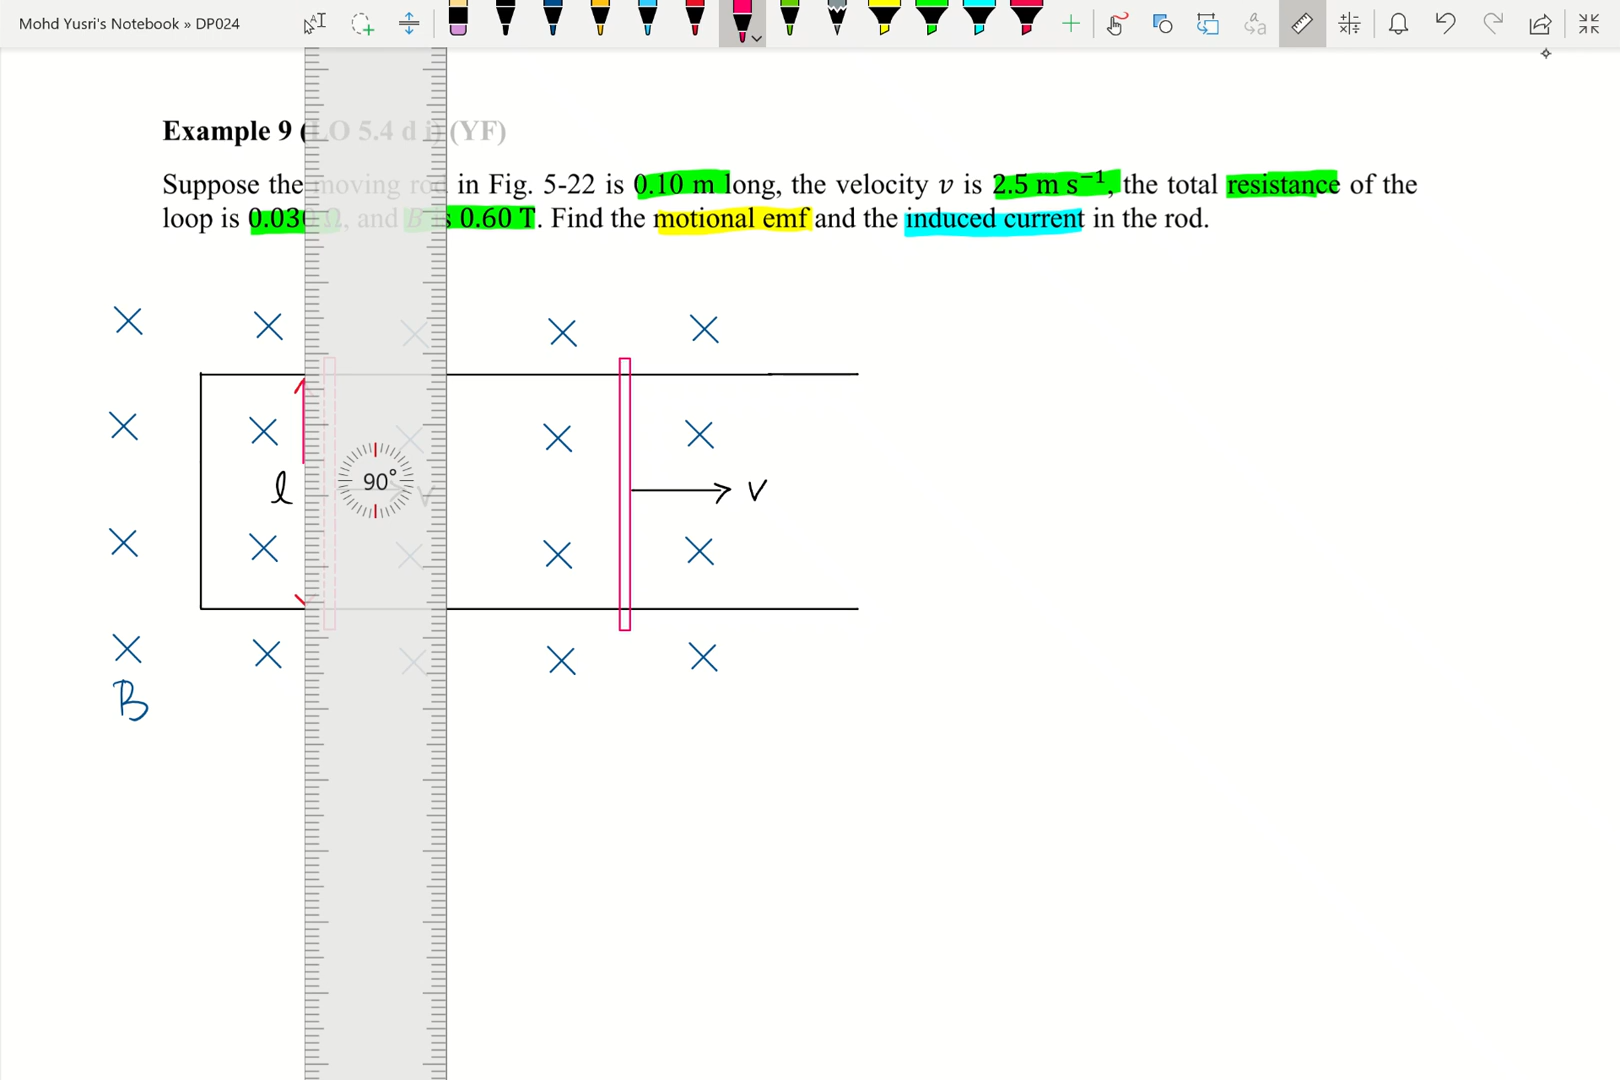 Mohd Yusri's Notebook » DP024
Example 9 (LO 5.4 d i) (YF)
Suppose the moving rod in Fig. 5-22 is 0.10 m long, the velocity v is 2.5 m s⁻¹, the total resistance of the
loop is 0.030 Ω, and B is 0.60 T. Find the motional emf and the induced current in the rod.
l
90°
v
v
B